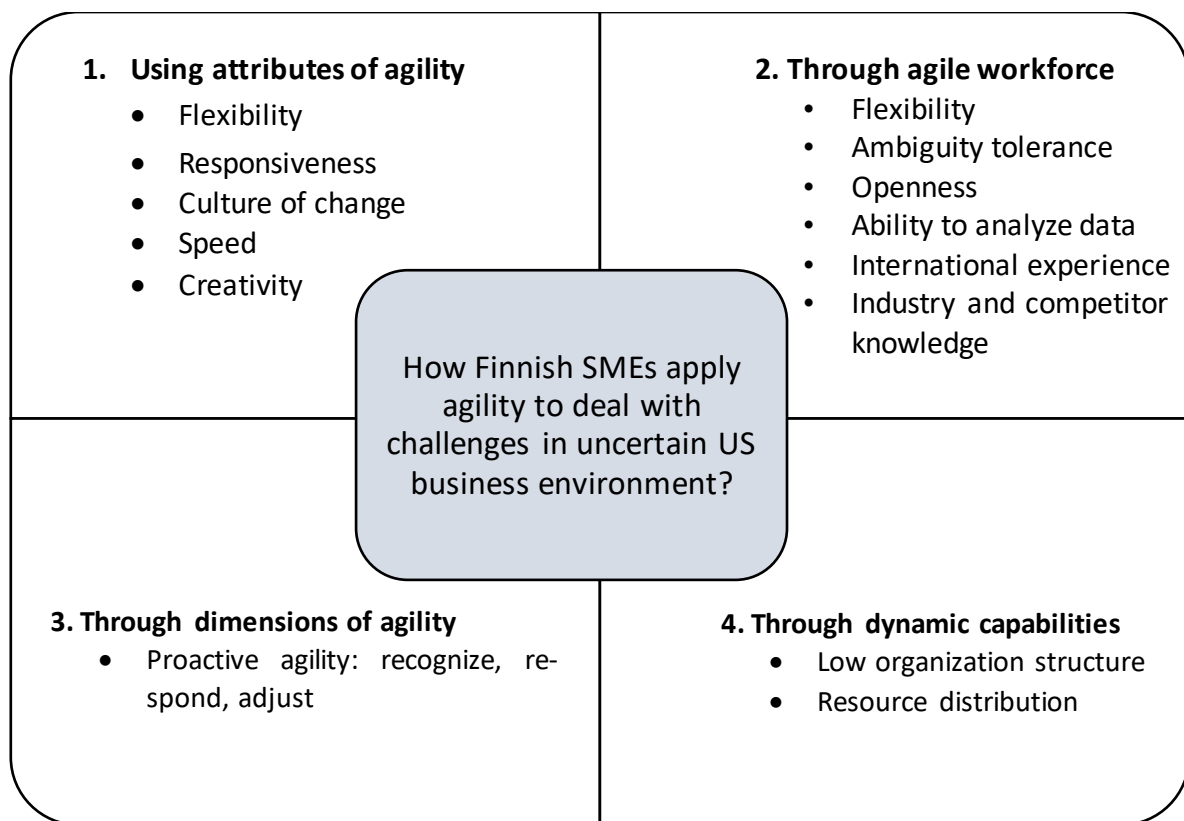 1. Using attributes of agility
• Flexibility
• Responsiveness
• Culture of change
• Speed
• Creativity
2. Through agile workforce
• Flexibility
• Ambiguity tolerance
• Openness
• Ability to analyze data
• International experience
• Industry and competitor
knowledge
How Finnish SMEs apply
agility to deal with
challenges in uncertain US
business environment?
3. Through dimensions of agility
• Proactive agility: recognize, re-
spond, adjust
4. Through dynamic capabilities
• Low organization structure
• Resource distribution